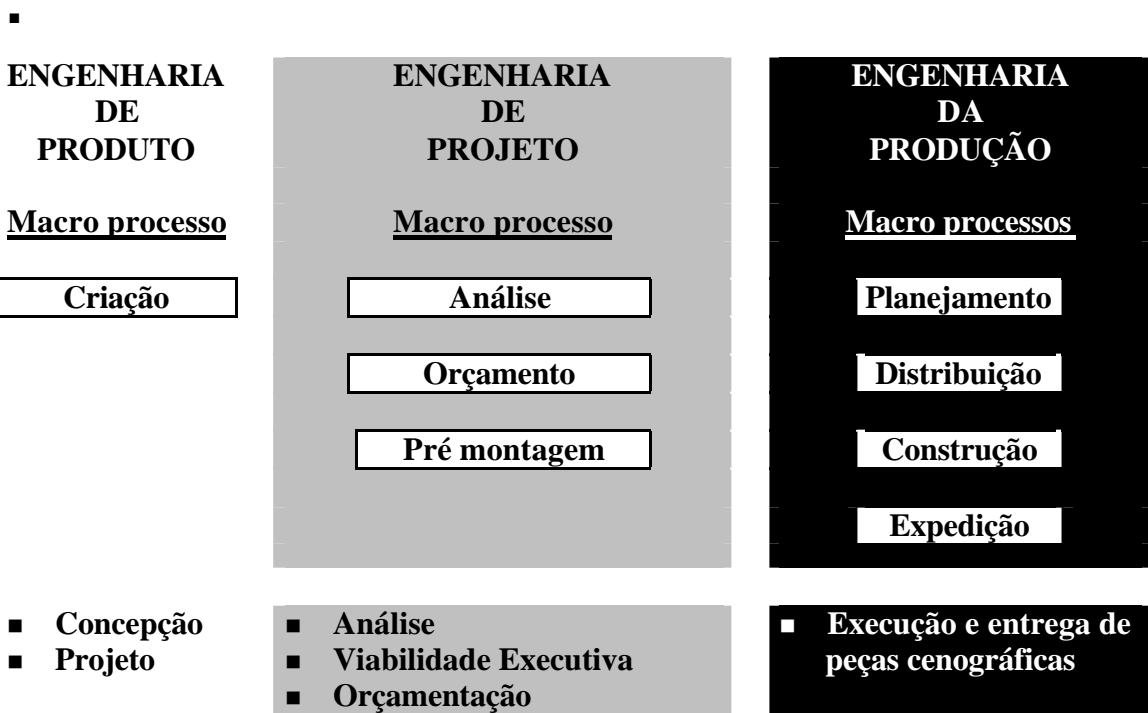 ▪
ENGENHARIA
DE
PRODUTO
Macro processo
Criação
▪ Concepção
▪ Projeto
ENGENHARIA
DE
PROJETO
Macro processo
Análise
Orçamento
Pré montagem
▪ Análise
▪ Viabilidade Executiva
▪ Orçamentação
ENGENHARIA
DA
PRODUÇÃO
Macro processos
Planejamento
Distribuição
Construção
Expedição
▪ Execução e entrega de
peças cenográficas